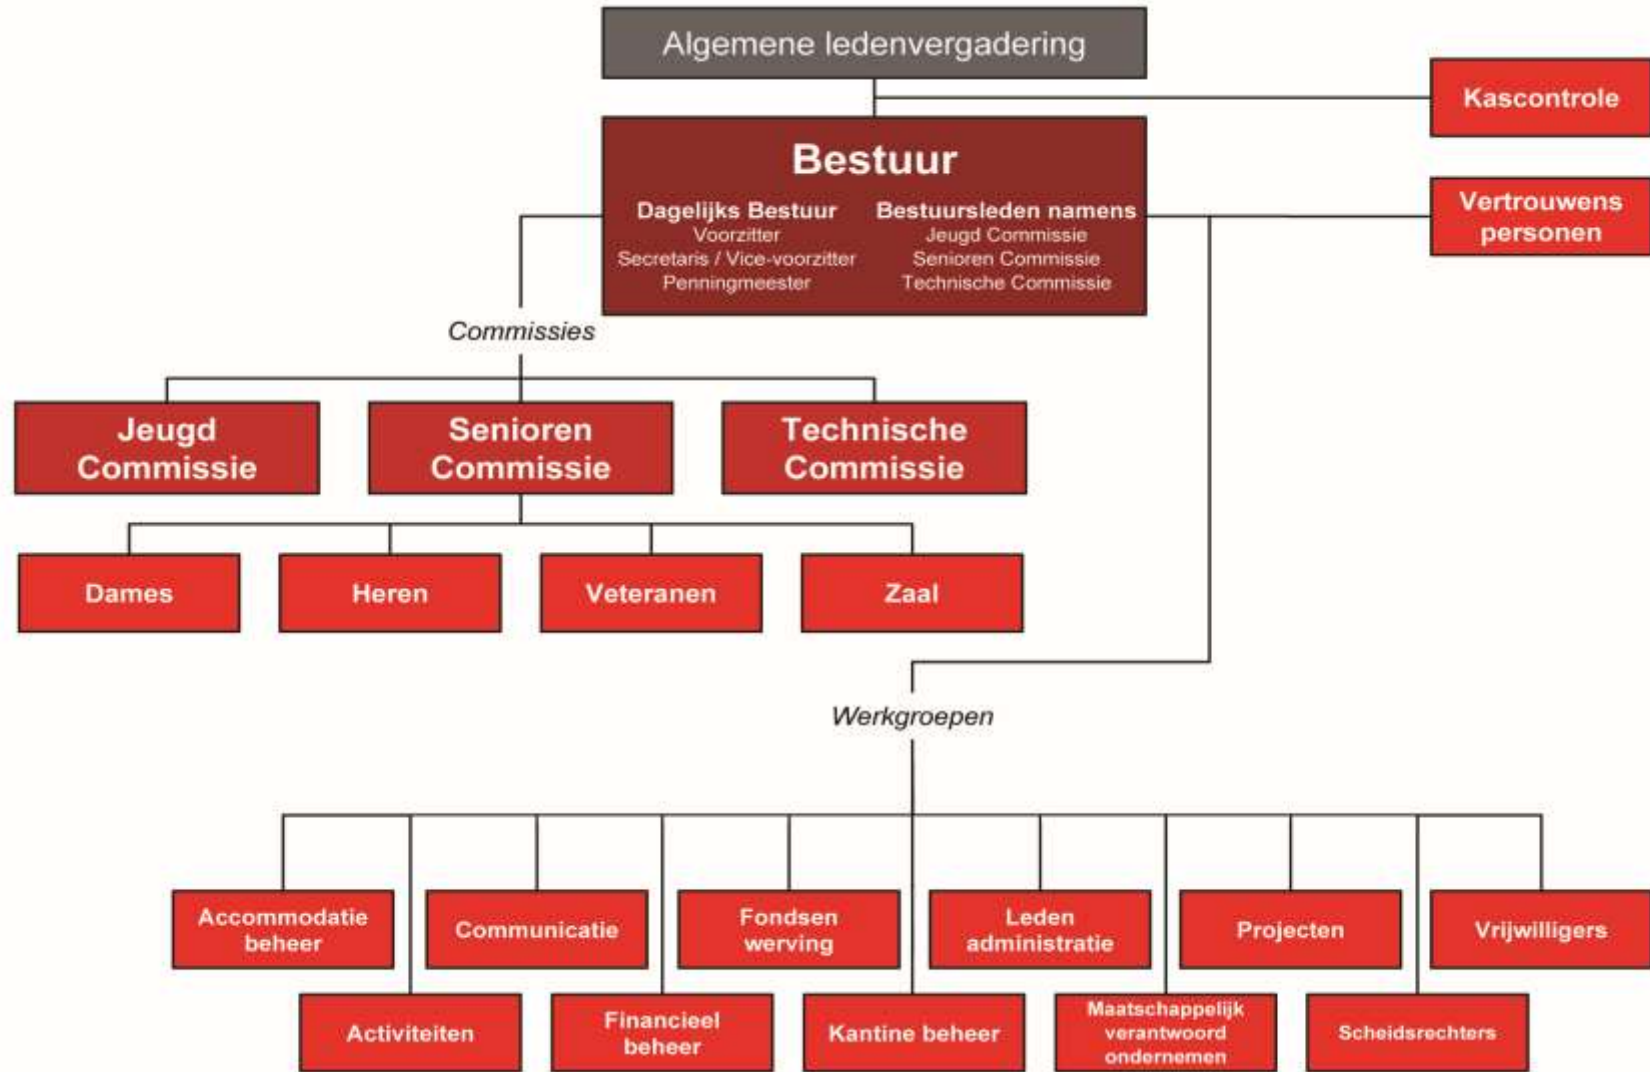 Algemene ledenvergadering
Kascontrole
Bestuur
Dagelijks Bestuur
Voorzitter
Secretaris / Vice-voorzitter
Penningmeester
Bestuursleden namens
Jeugd Commissie
Senioren Commissie
Technische Commissie
Vertrouwens
personen
Commissies
Jeugd
Commissie
Senioren
Commissie
Technische
Commissie
Dames
Heren
Veteranen
Zaal
Werkgroepen
Accommodatie
beheer
Communicatie
Fondsen
werving
Leden
administratie
Projecten
Vrijwilligers
Activiteiten
Financieel
beheer
Kantine beheer
Maatschappelijk
verantwoord
ondernemen
Scheidsrechters